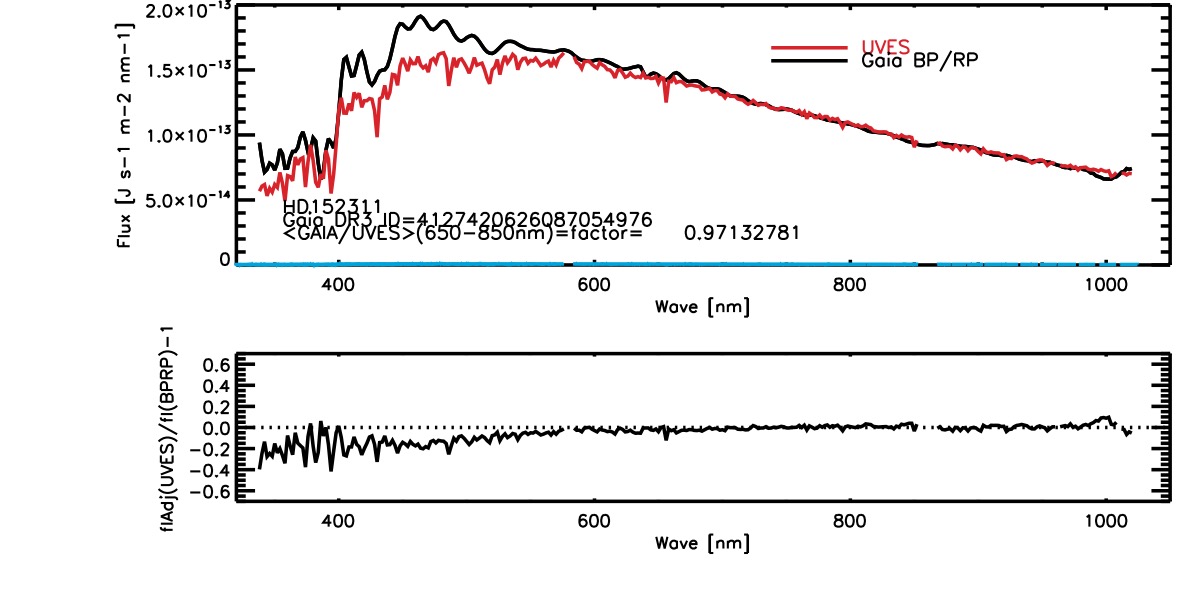 2.0×10−13
1.5×10−13
1.0×10−13
5.0×10−14
0
Flux [J s−1 m−2 nm−1]
UVES
Gaia BP/RP
HD152311
Gaia DR3 ID=4127420626087054976
<GAIA/UVES>(650−850nm)=factor= 0.97132781
400 600 800 1000
Wave [nm]
flAdj(UVES)/fl(BPRP)−1
0.6
0.4
0.2
0.0
−0.2
−0.4
−0.6
400 600 800 1000
Wave [nm]